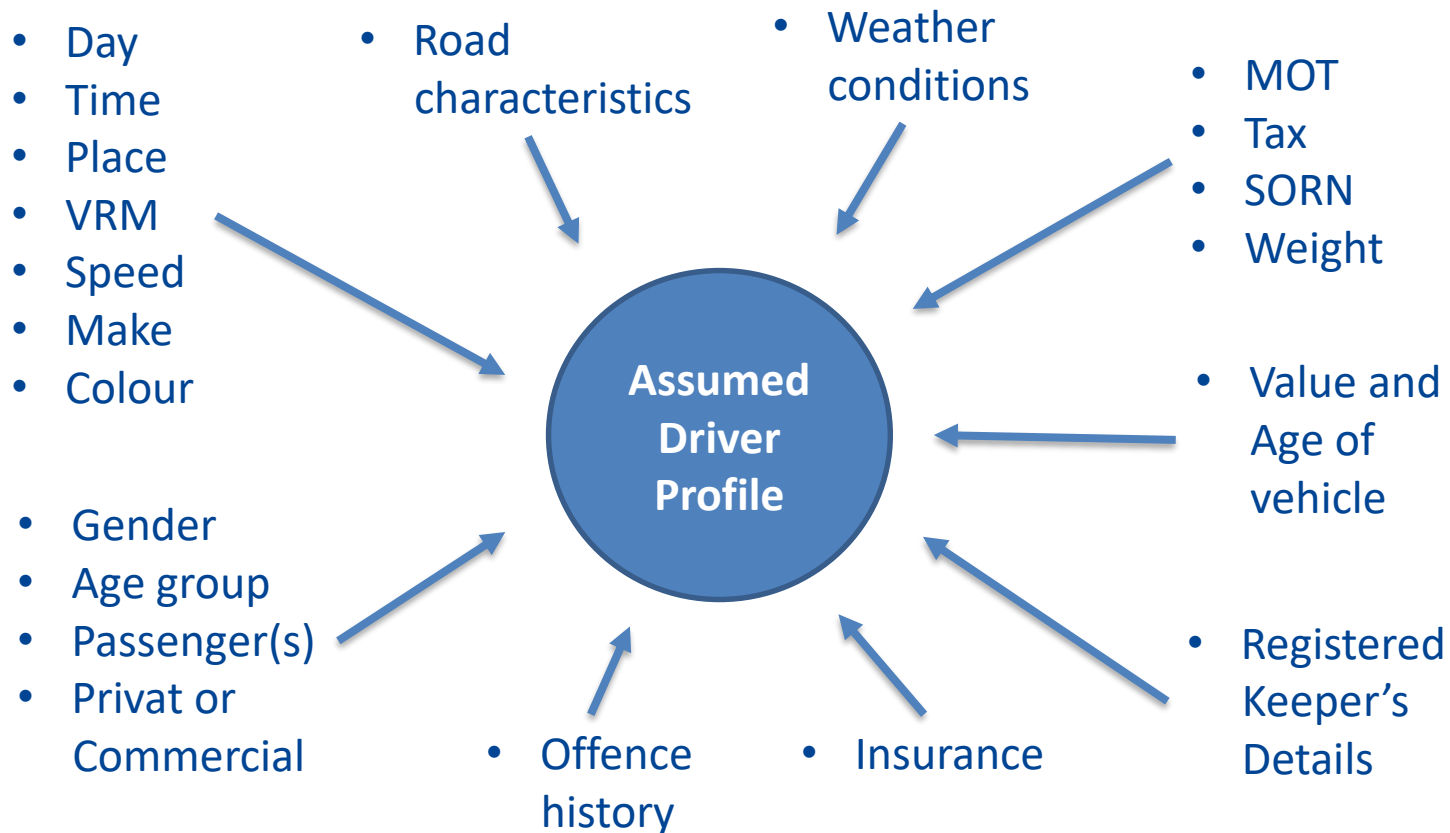 • Day
• Time
• Place
• VRM
• Speed
• Make
• Colour
• Road
characteristics
• Weather
conditions
• MOT
• Tax
• SORN
• Weight
Assumed
Driver
Profile
• Value and
Age of
vehicle
• Gender
• Age group
• Passenger(s)
• Privat or
Commercial
• Offence
history
• Insurance
• Registered
Keeper’s
Details